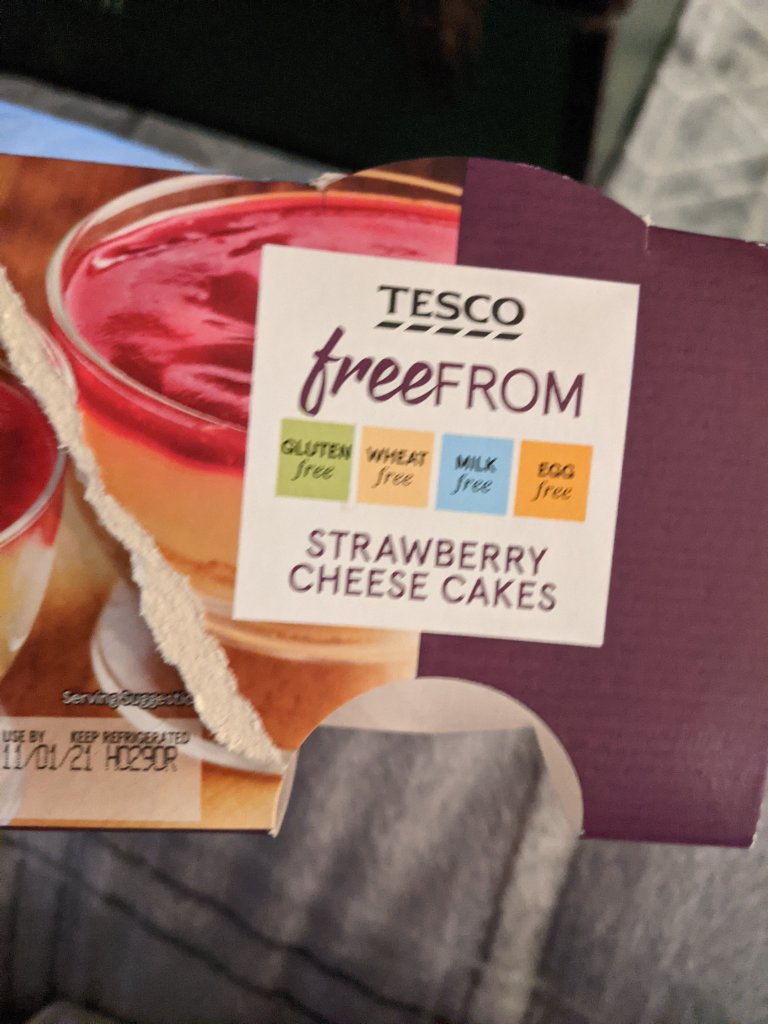 TESCO
freeFROM
GLUTEN
free
WHEAT
free
MILK
free
EGG
free
STRAWBERRY
CHEESE CAKES
Serving
USE BY KEEP REFRIGERATED
11/01/21 H0290R